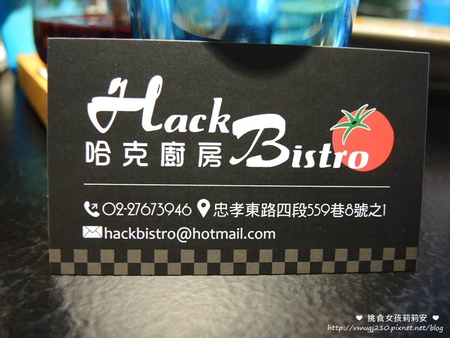 Hack
哈克廚房 Bistro
02-27673946 忠孝東路四段559巷8號之1
hackbistro@hotmail.com
❤ 挑食女孩莉莉安 ❤
http://vwugj210.pixnet.net/blog